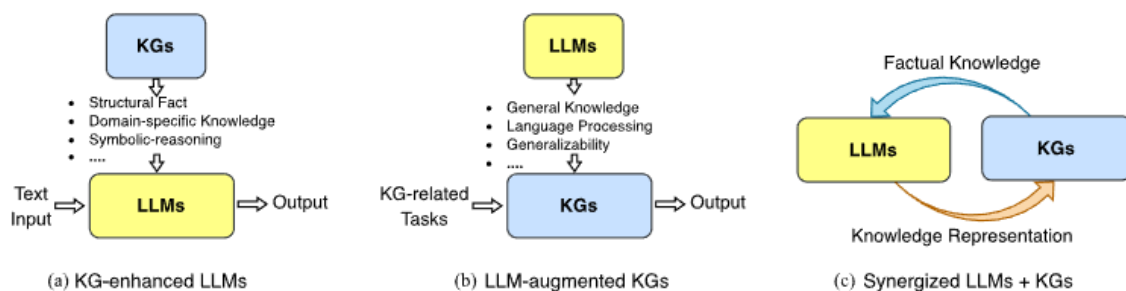 KGs
• Structural Fact
• Domain-specific Knowledge
• Symbolic-reasoning
• ....
Text
Input
LLMs
Output
(a) KG-enhanced LLMs
LLMs
• General Knowledge
• Language Processing
• Generalizability
• ....
KG-related
Tasks
KGs
Output
(b) LLM-augmented KGs
Factual Knowledge
LLMs
KGs
Knowledge Representation
(c) Synergized LLMs + KGs